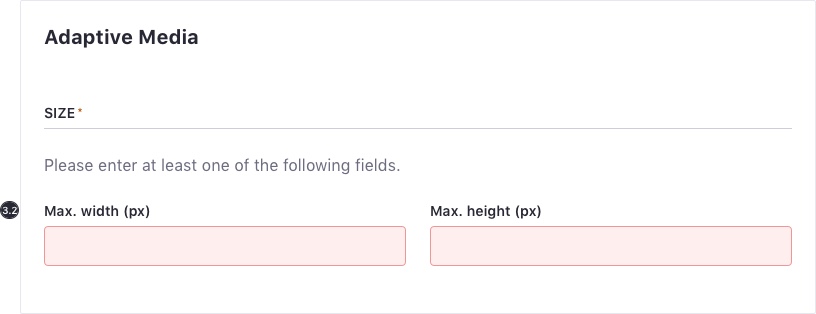 Adaptive Media
SIZE*
Please enter at least one of the following fields.
3.2 Max. width (px) Max. height (px)